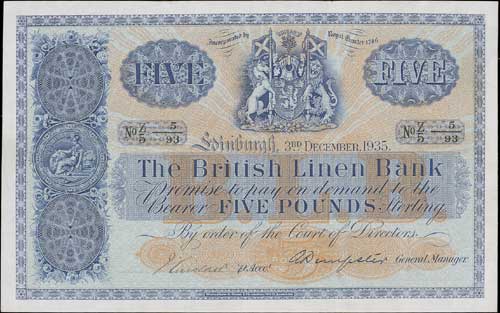 Incorporated by Royal Charter 1746
FIVE FIVE
No Z/5 5/93 No Z/5 5/93
Edinburgh, 3RD DECEMBER, 1935.
The British Linen Bank
Promise to pay on demand to the
Bearer FIVE POUNDS Sterling
By order of the Court of Directors.
p Acct. General Manager